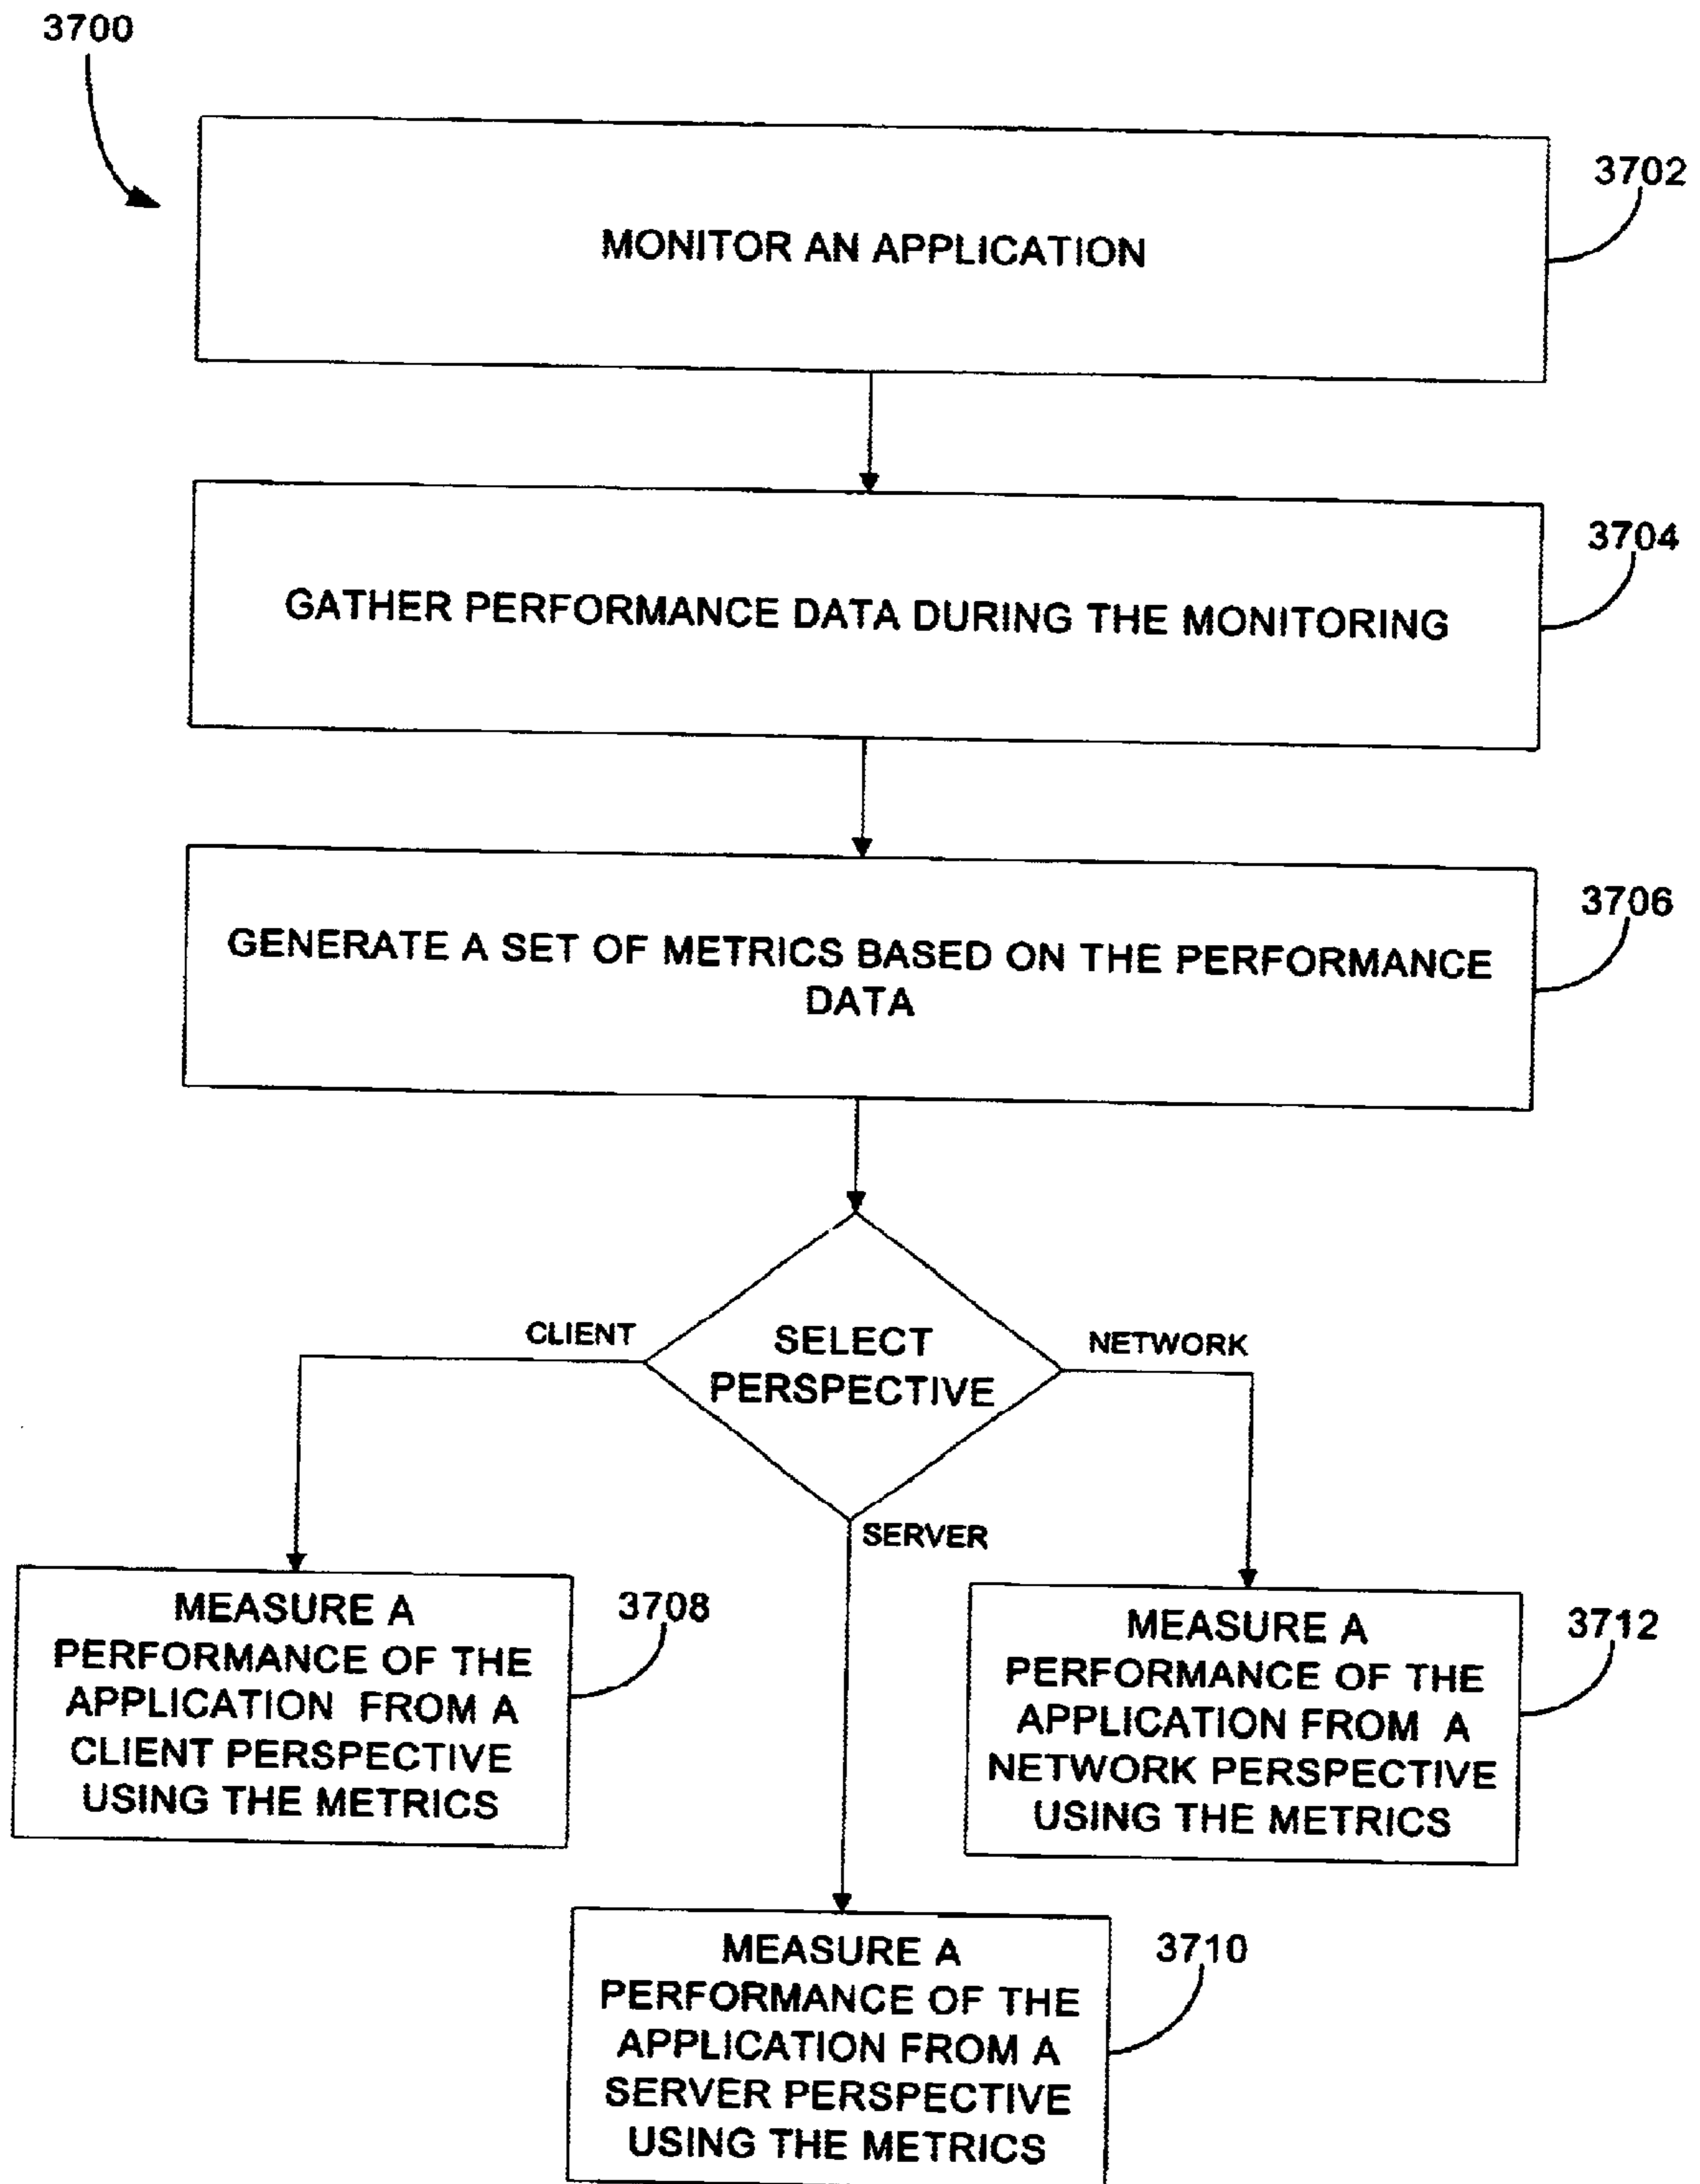 3700
3702
MONITOR AN APPLICATION
3704
GATHER PERFORMANCE DATA DURING THE MONITORING
3706
GENERATE A SET OF METRICS BASED ON THE PERFORMANCE
DATA
CLIENT
SELECT
PERSPECTIVE
NETWORK
SERVER
MEASURE A
PERFORMANCE OF THE
APPLICATION FROM A
CLIENT PERSPECTIVE
USING THE METRICS
3708
MEASURE A
PERFORMANCE OF THE
APPLICATION FROM A
NETWORK PERSPECTIVE
USING THE METRICS
3712
MEASURE A
PERFORMANCE OF THE
APPLICATION FROM A
SERVER PERSPECTIVE
USING THE METRICS
3710